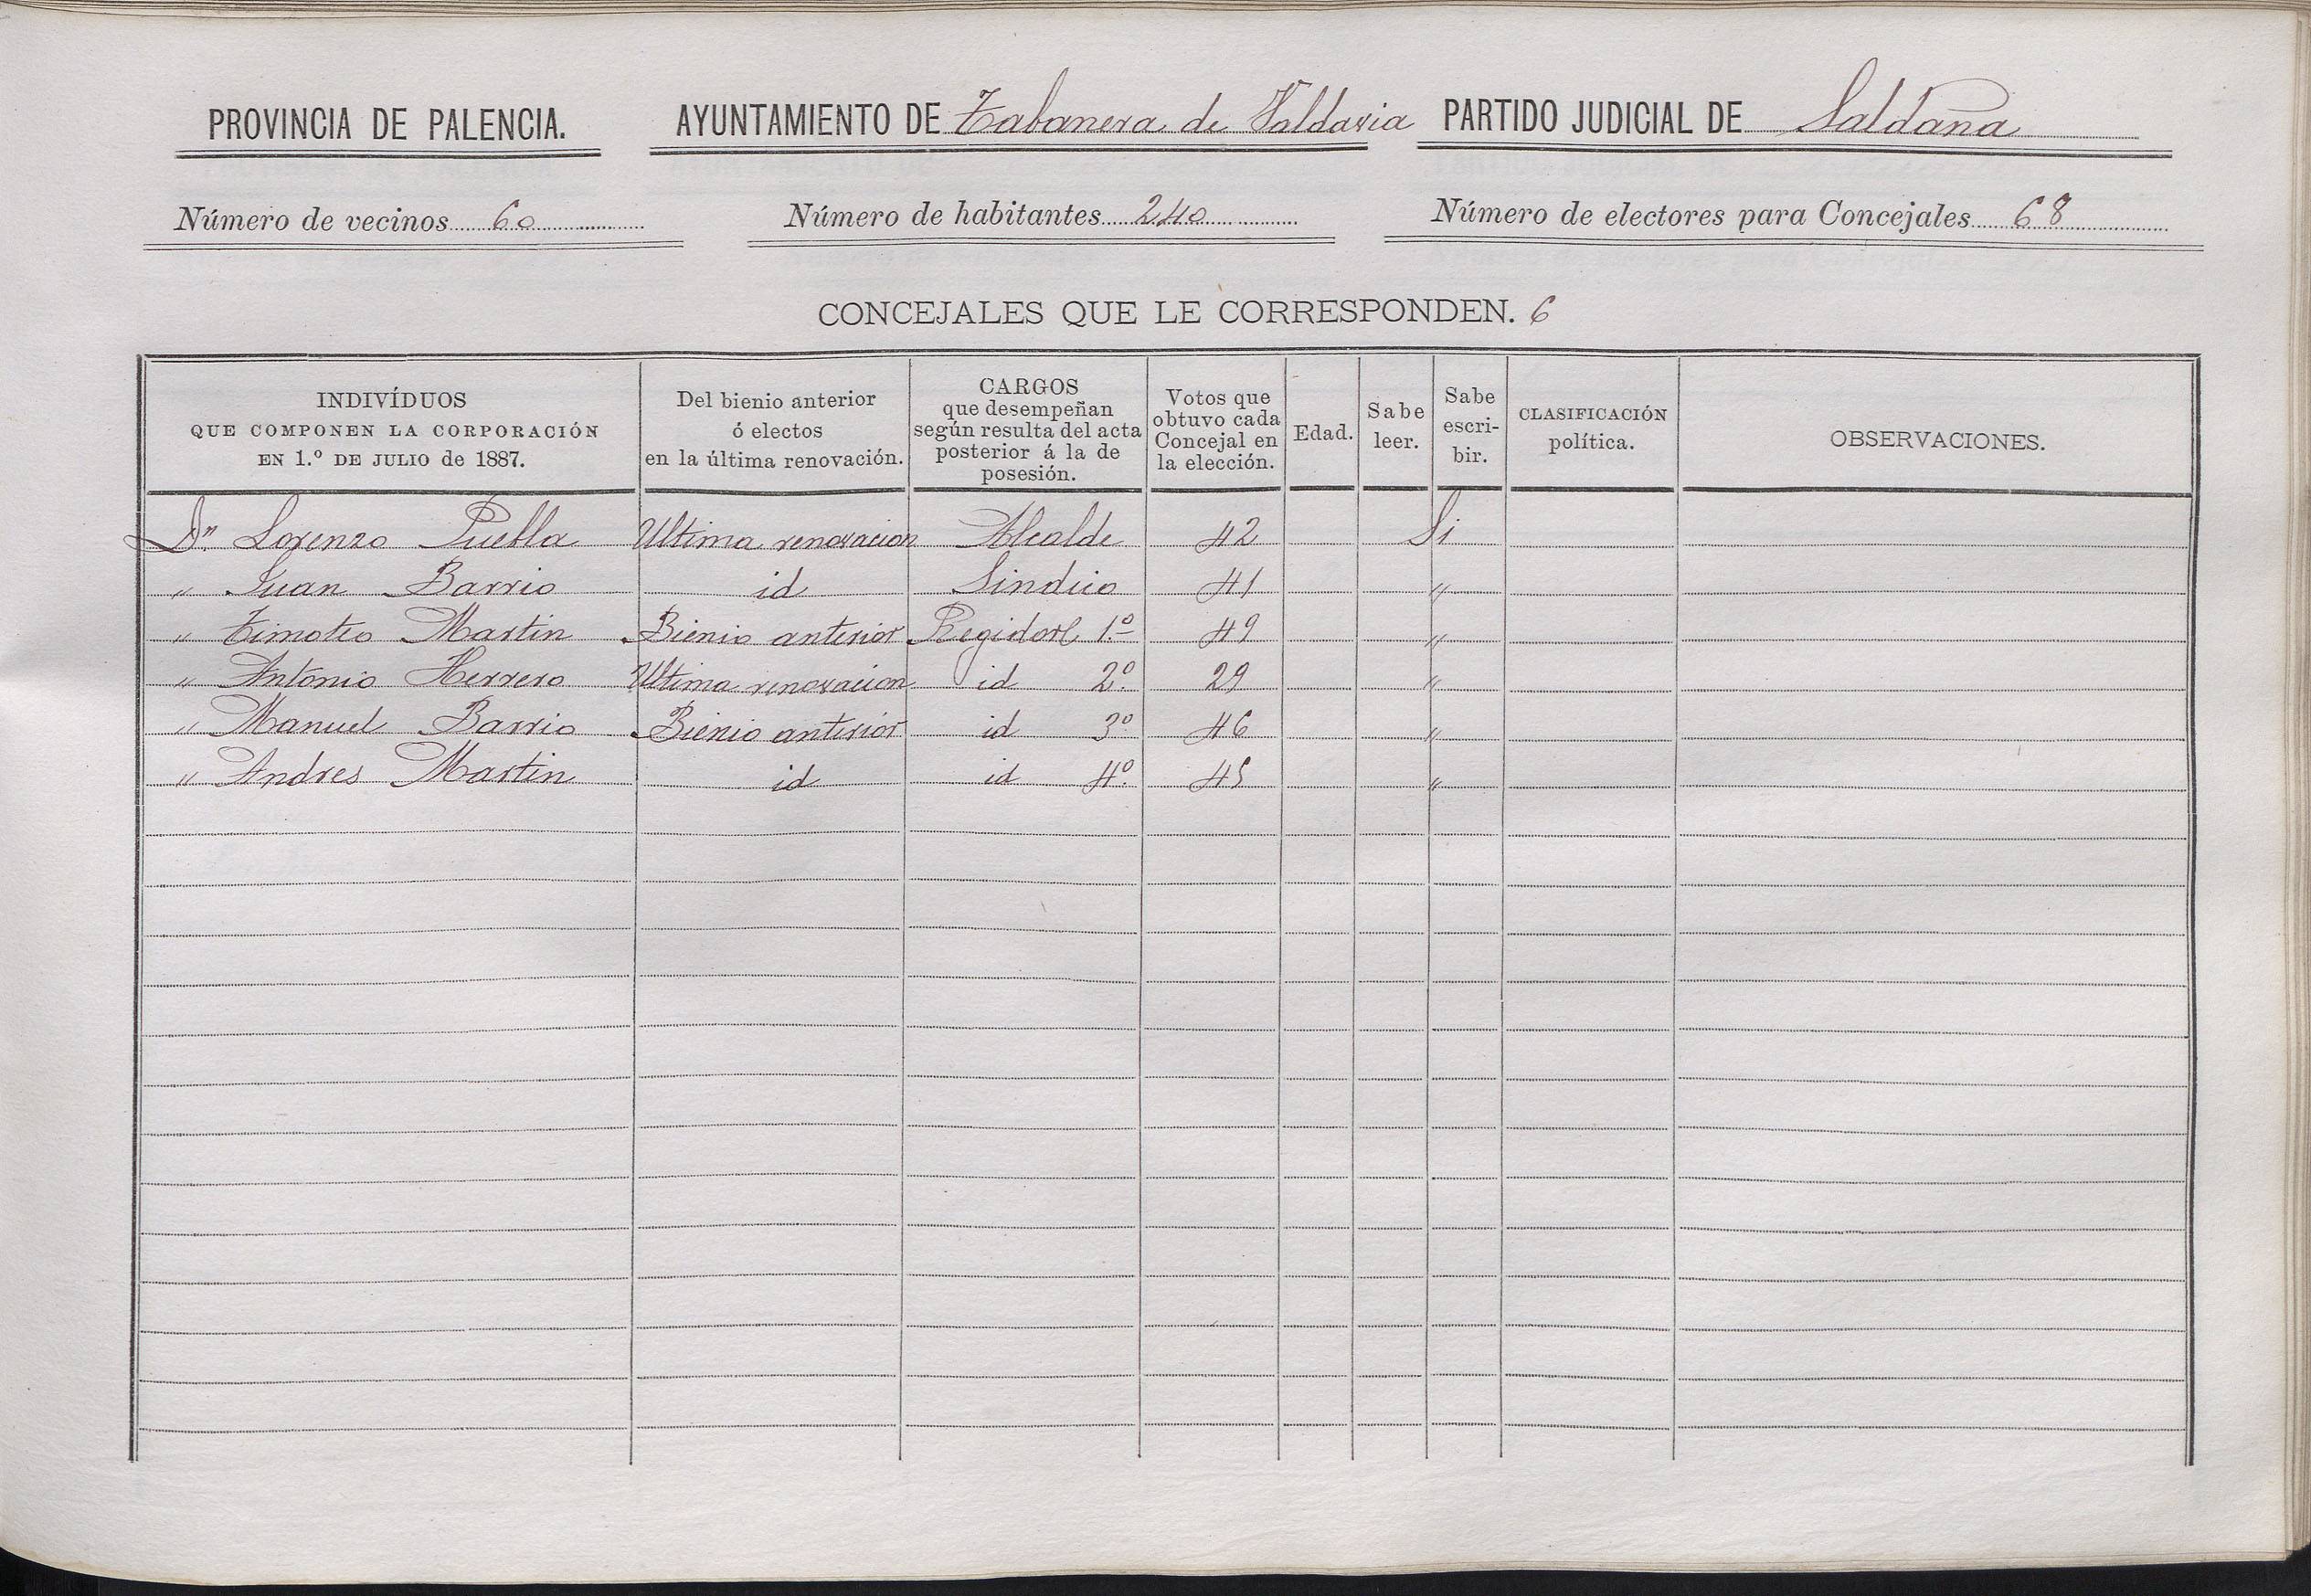 PROVINCIA DE PALENCIA. AYUNTAMIENTO DE Tabanera de Valdavia PARTIDO JUDICIAL DE Saldaña
Número de vecinos 60 Número de habitantes 240 Número de electores para Concejales 68
CONCEJALES QUE LE CORRESPONDEN. 6
INDIVÍDUOS
QUE COMPONEN LA CORPORACIÓN
EN 1.º DE JULIO de 1887.
Del bienio anterior
ó electos
en la última renovación.
CARGOS
que desempeñan
según resulta del acta
posterior á la de
posesión.
Votos que
obtuvo cada
Concejal en
la elección.
Edad.
Sabe
leer.
Sabe
escri-
bir.
CLASIFICACIÓN
política.
OBSERVACIONES.
Dn. Lorenzo Puebla Ultima renovacion Alcalde 42 Si
" Juan Barrio id Sindico 41 "
" Timoteo Martin Bienio anterior Regidor 1.º 49 "
" Antonio Herrero Ultima renovacion id 2º. 29 "
" Manuel Barrio Bienio anterior id 3º. 46 "
" Andres Martin id id 4º. 45 "